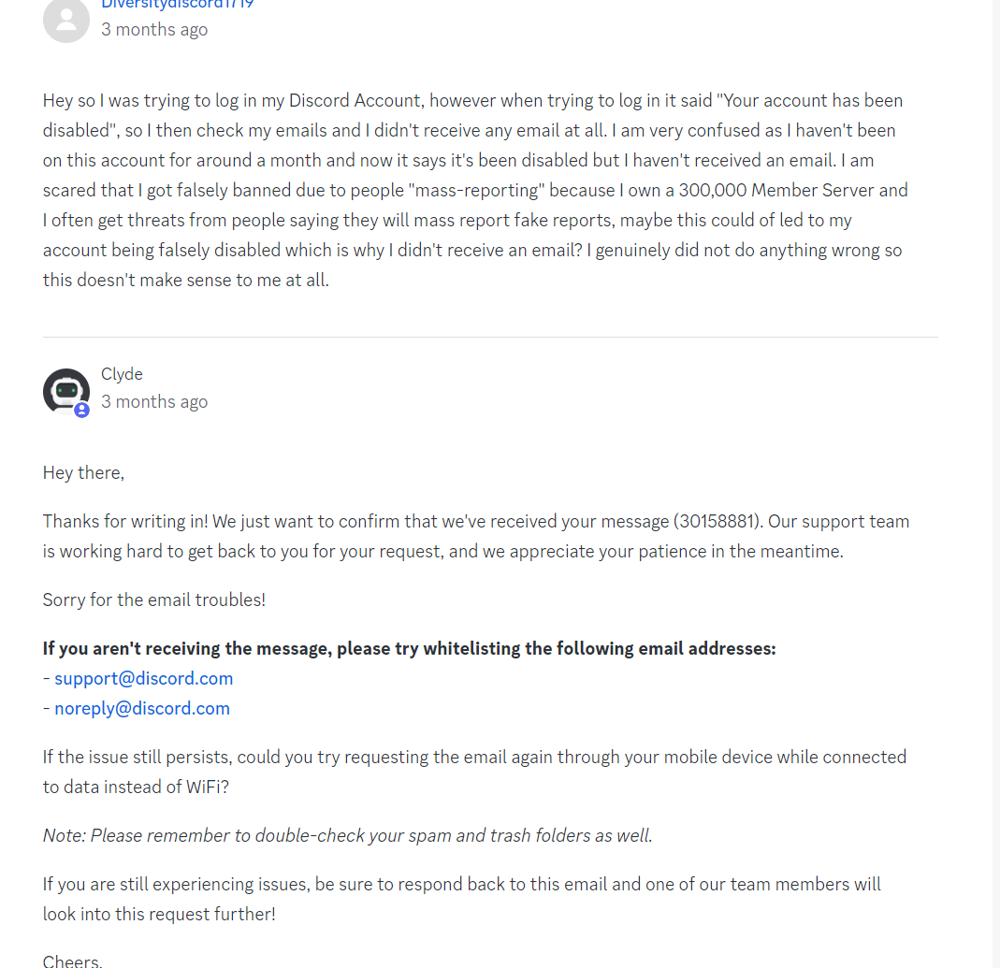 Diversitydiscord1719
3 months ago
Hey so I was trying to log in my Discord Account, however when trying to log in it said "Your account has been
disabled", so I then check my emails and I didn't receive any email at all. I am very confused as I haven't been
on this account for around a month and now it says it's been disabled but I haven't received an email. I am
scared that I got falsely banned due to people "mass-reporting" because I own a 300,000 Member Server and
I often get threats from people saying they will mass report fake reports, maybe this could of led to my
account being falsely disabled which is why I didn't receive an email? I genuinely did not do anything wrong so
this doesn't make sense to me at all.
Clyde
3 months ago
Hey there,
Thanks for writing in! We just want to confirm that we've received your message (30158881). Our support team
is working hard to get back to you for your request, and we appreciate your patience in the meantime.
Sorry for the email troubles!
If you aren't receiving the message, please try whitelisting the following email addresses:
- support@discord.com
- noreply@discord.com
If the issue still persists, could you try requesting the email again through your mobile device while connected
to data instead of WiFi?
Note: Please remember to double-check your spam and trash folders as well.
If you are still experiencing issues, be sure to respond back to this email and one of our team members will
look into this request further!
Cheers,